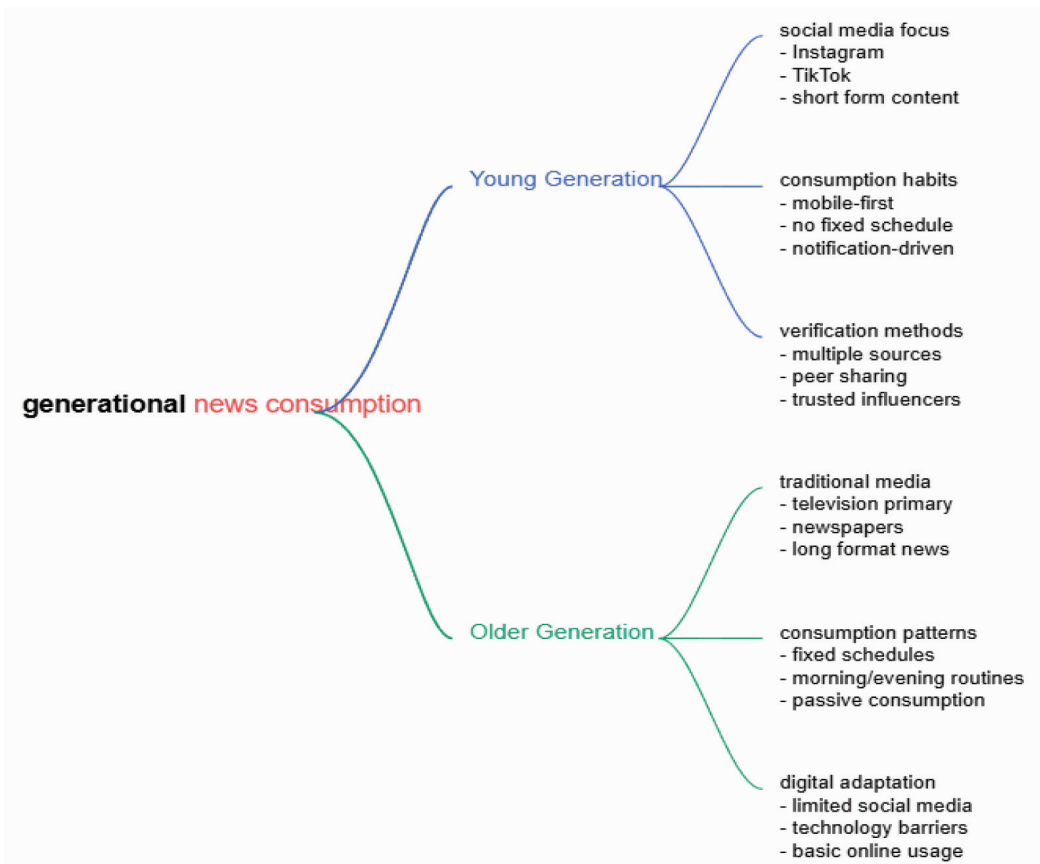 social media focus
- Instagram
- TikTok
- short form content
Young Generation
consumption habits
- mobile-first
- no fixed schedule
- notification-driven
verification methods
- multiple sources
- peer sharing
- trusted influencers
generational news consumption
traditional media
- television primary
- newspapers
- long format news
Older Generation
consumption patterns
- fixed schedules
- morning/evening routines
- passive consumption
digital adaptation
- limited social media
- technology barriers
- basic online usage